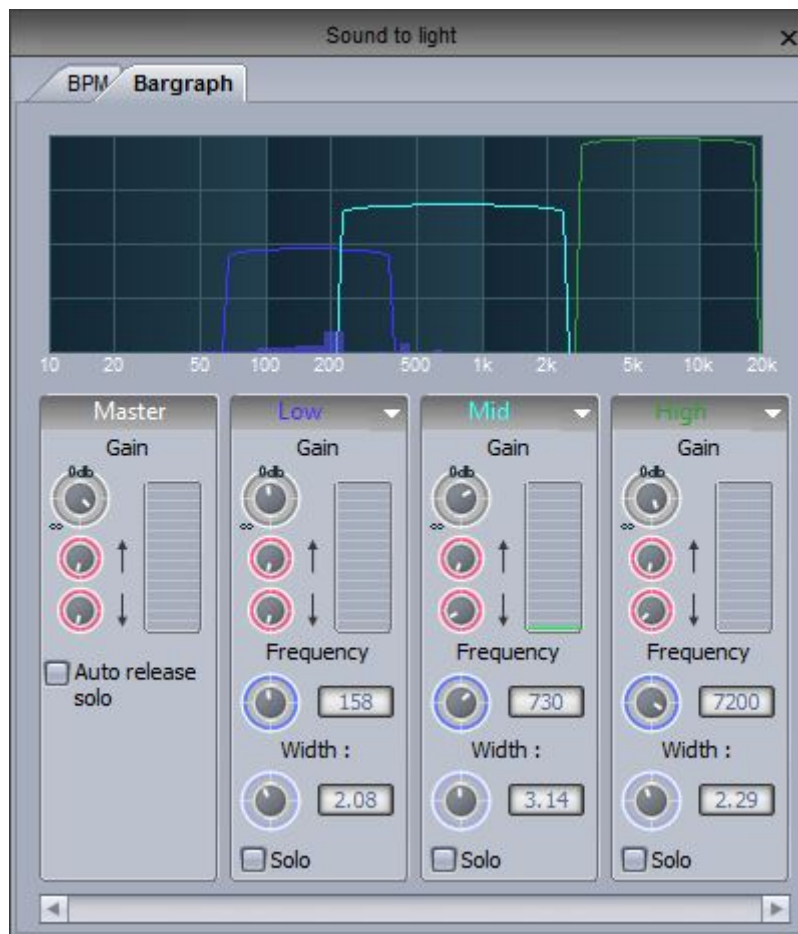 Sound to light
BPM Bargraph
10 20 50 100 200 500 1k 2k 5k 10k 20k
Master Low Mid High
Gain Gain Gain Gain
0db 0db 0db 0db
∞ ∞ ∞ ∞
Frequency Frequency Frequency
Auto release
solo
158 730 7200
Width : Width : Width :
2.08 3.14 2.29
Solo Solo Solo